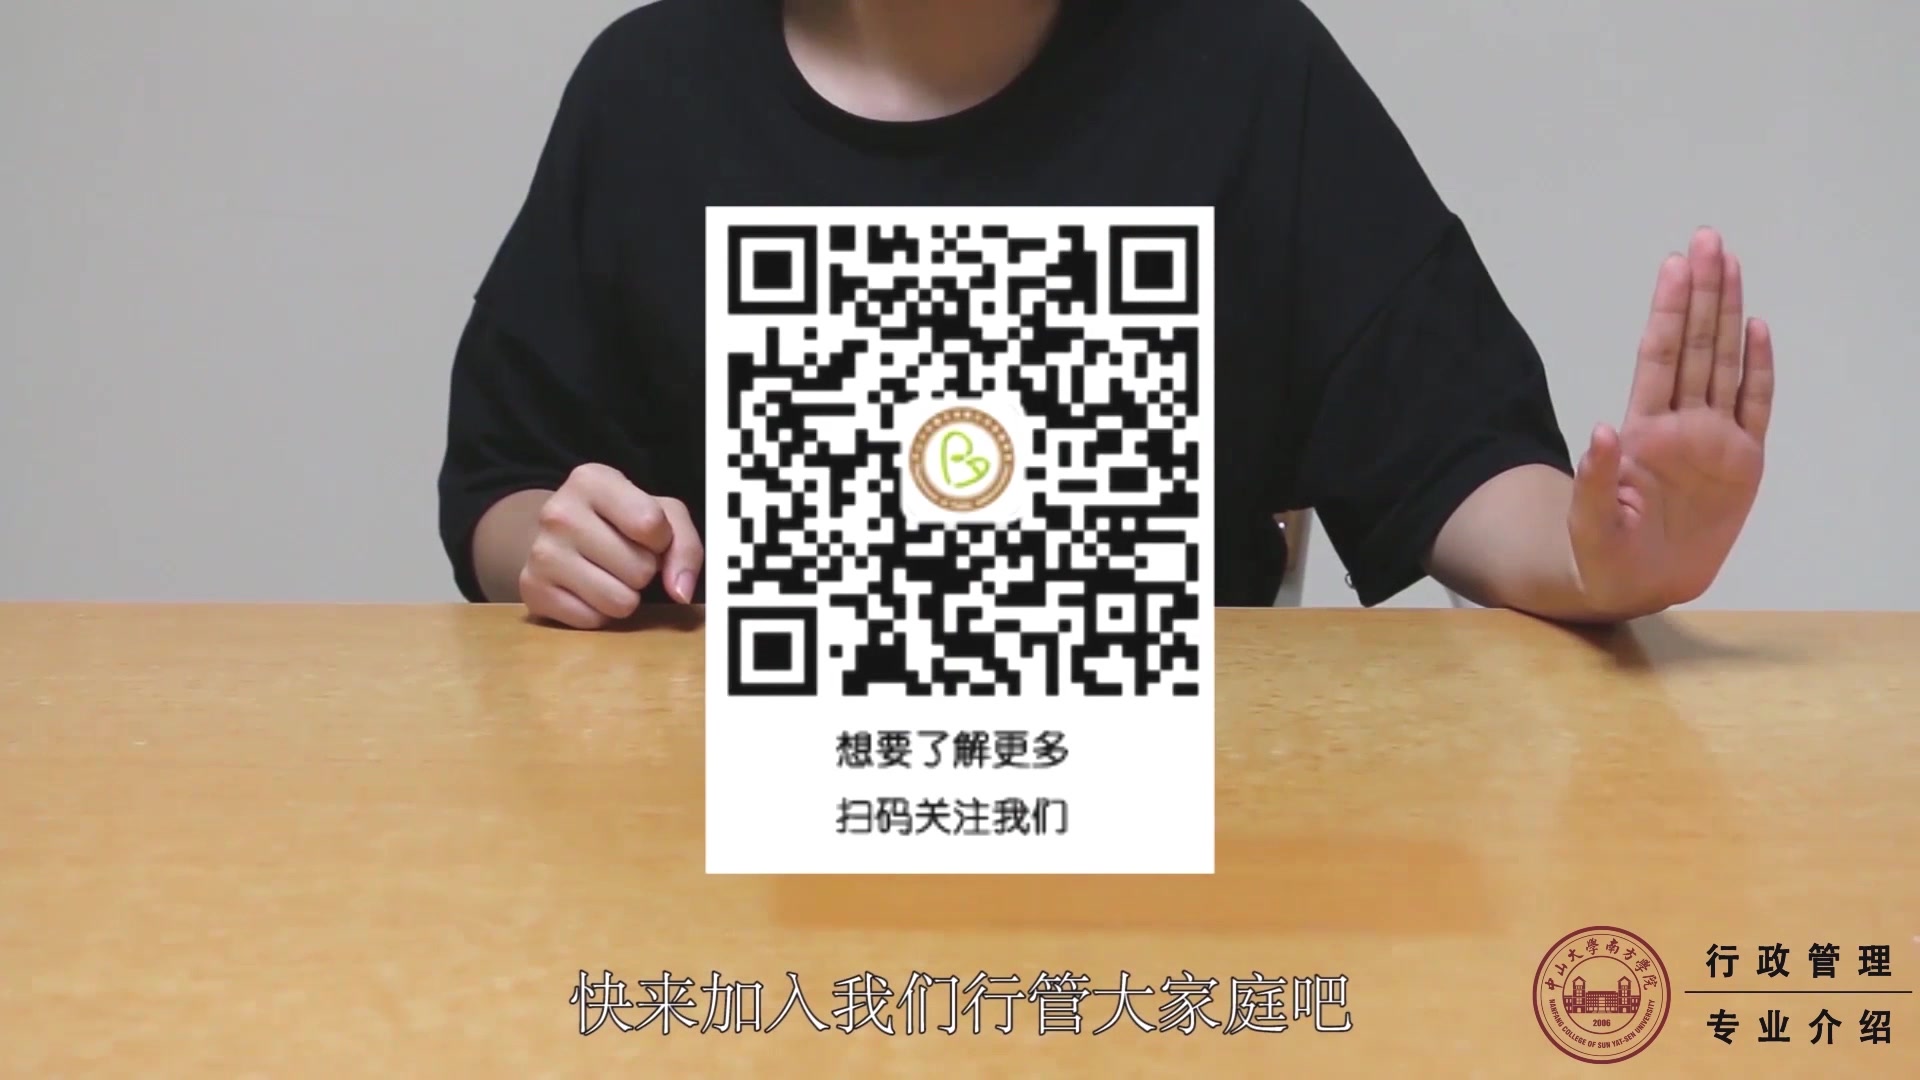 想要了解更多
扫码关注我们
快来加入我们行管大家庭吧
中山大学南方学院
2006
NANFANG COLLEGE OF SUN YAT-SEN UNIVERSITY
行政管理
专业介绍